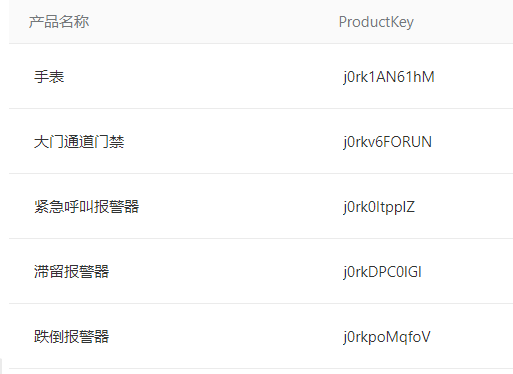 产品名称 ProductKey
手表 j0rk1AN61hM
大门通道门禁 j0rkv6FORUN
紧急呼叫报警器 j0rk0ItppIZ
滞留报警器 j0rkDPC0IGI
跌倒报警器 j0rkpoMqfoV